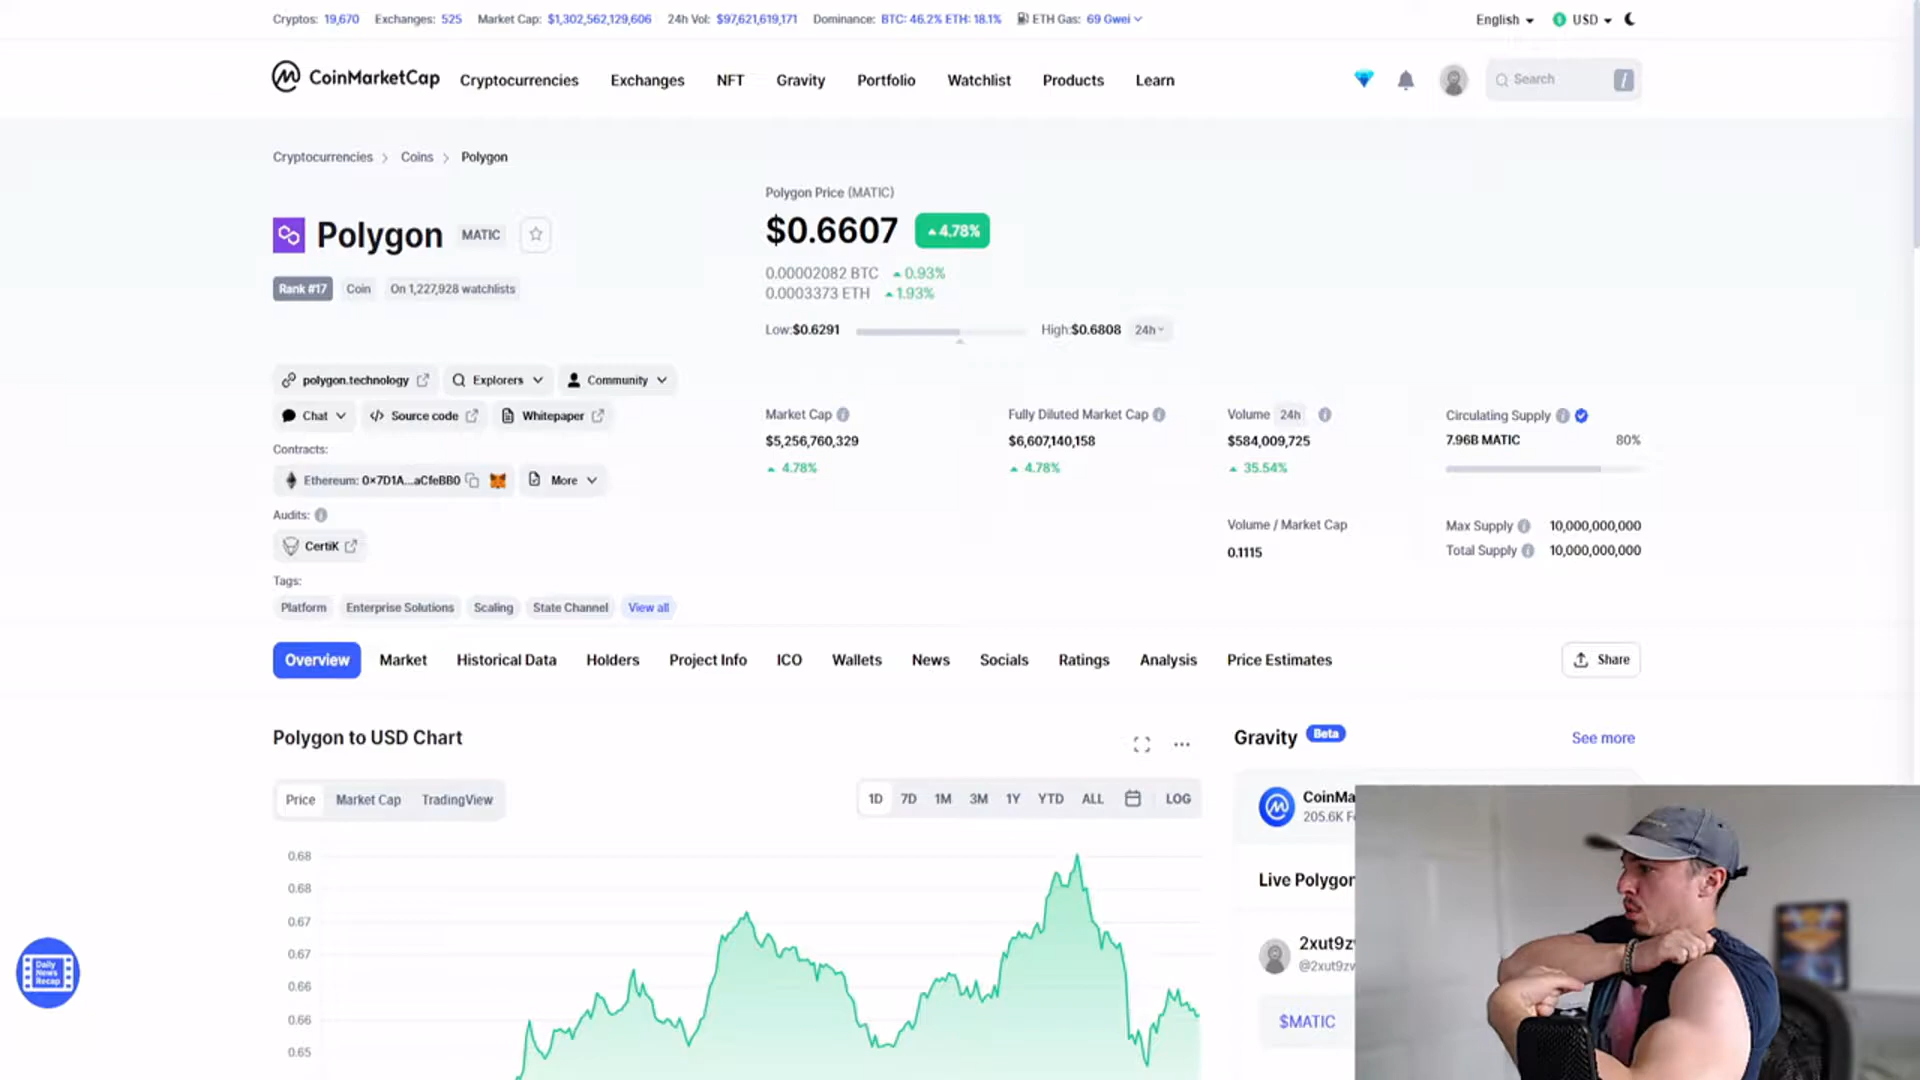 Cryptos: 19,670 Exchanges: 525 Market Cap: $1,302,562,129,606 24h Vol: $97,621,619,171 Dominance: BTC: 46.2% ETH: 18.1% ETH Gas: 69 Gwei English USD
CoinMarketCap Cryptocurrencies Exchanges NFT Gravity Portfolio Watchlist Products Learn Search /
Cryptocurrencies Coins Polygon
Polygon MATIC
Rank #17 Coin On 1,227,928 watchlists
polygon.technology Explorers Community
Chat Source code Whitepaper
Contracts:
Ethereum: 0x7D1A...aCfeBB0 More
Audits:
CertiK
Tags:
Platform Enterprise Solutions Scaling State Channel View all
Polygon Price (MATIC)
$0.6607 4.78%
0.00002082 BTC 0.93%
0.0003373 ETH 1.93%
Low:$0.6291 High:$0.6808 24h
Market Cap
$5,256,760,329
4.78%
Fully Diluted Market Cap
$6,607,140,158
4.78%
Volume 24h
$584,009,725
35.54%
Volume / Market Cap
0.1115
Circulating Supply
7.96B MATIC 80%
Max Supply 10,000,000,000
Total Supply 10,000,000,000
Overview Market Historical Data Holders Project Info ICO Wallets News Socials Ratings Analysis Price Estimates Share
Polygon to USD Chart
Price Market Cap TradingView 1D 7D 1M 3M 1Y YTD ALL LOG
0.68
0.68
0.67
0.67
0.66
0.66
0.65
Gravity Beta See more
CoinMa
205.6K F
Live Polygon
2xut9z
@2xut9zv
$MATIC
Daily
News
Recap